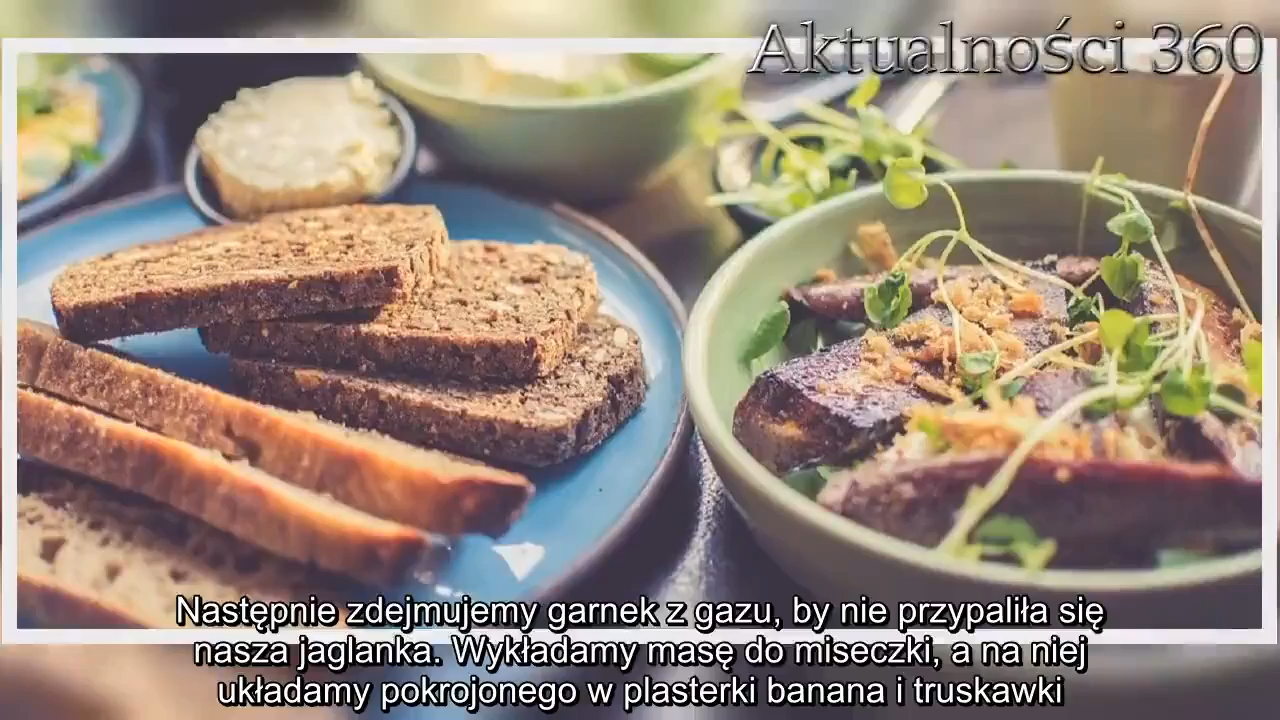 Aktualności 360
Następnie zdejmujemy garnek z gazu, by nie przypaliła się
nasza jaglanka. Wykładamy masę do miseczki, a na niej
układamy pokrojonego w plasterki banana i truskawki